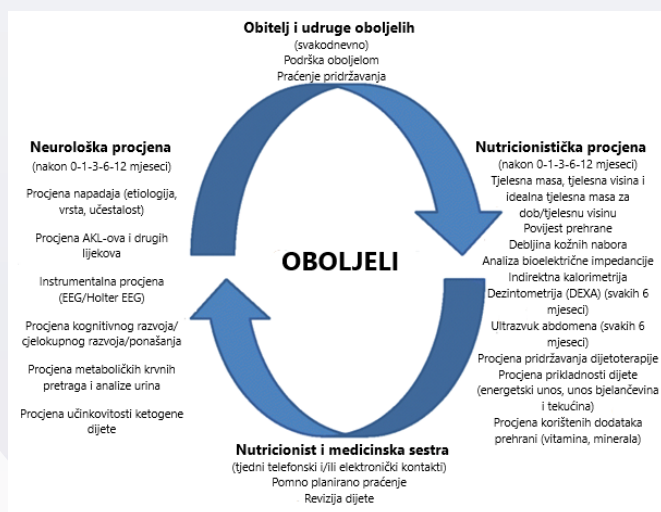 Obitelj i udruge oboljelih
(svakodnevno)
Podrška oboljelom
Praćenje pridržavanja
Neurološka procjena
(nakon 0-1-3-6-12 mjeseci)
Procjena napadaja (etiologija,
vrsta, učestalost)
Procjena AKL-ova i drugih
lijekova
Instrumentalna procjena
(EEG/Holter EEG)
Procjena kognitivnog razvoja/
cjelokupnog razvoja/ponašanja
Procjena metaboličkih krvnih
pretraga i analize urina
Procjena učinkovitosti ketogene
dijete
OBOLJELI
Nutricionistička procjena
(nakon 0-1-3-6-12 mjeseci)
Tjelesna masa, tjelesna visina i
idealna tjelesna masa za
dob/tjelesnu visinu
Povijest prehrane
Debljina kožnih nabora
Analiza bioelektrične impedancije
Indirektna kalorimetrija
Dezintometrija (DEXA) (svakih 6
mjeseci)
Ultrazvuk abdomena (svakih 6
mjeseci)
Procjena pridržavanja dijetoterapije
Procjena prikladnosti dijete
(energetski unos, unos bjelančevina
i tekućina)
Procjena korištenih dodataka
prehrani (vitamina, minerala)
Nutricionist i medicinska sestra
(tjedni telefonski i/ili elektronički kontakti)
Pomno planirano praćenje
Revizija dijete